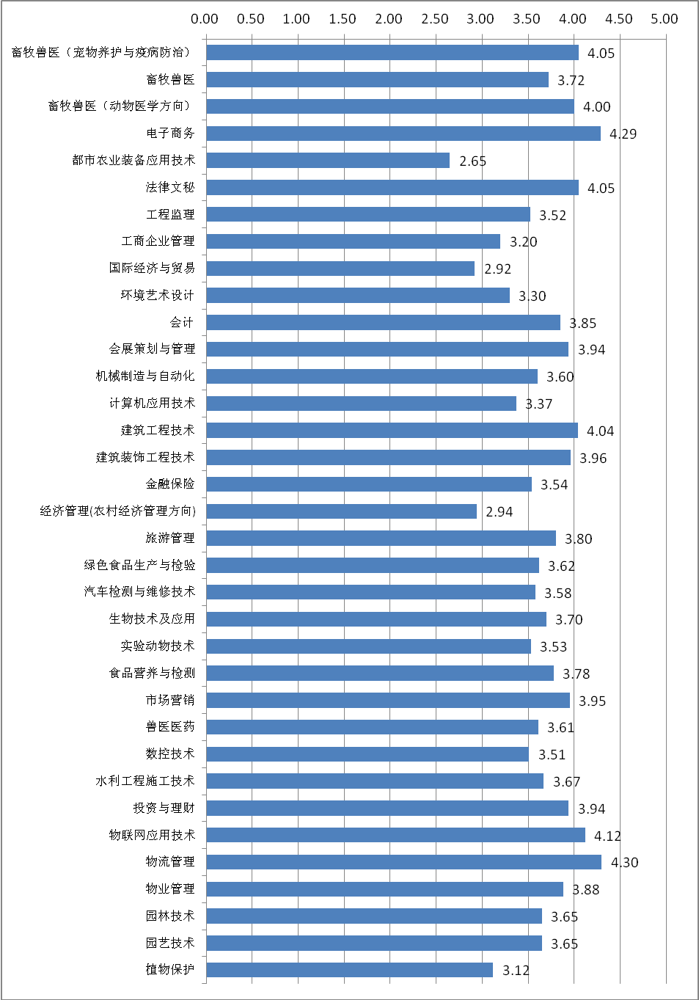 0.00 0.50 1.00 1.50 2.00 2.50 3.00 3.50 4.00 4.50 5.00
畜牧兽医（宠物养护与疫病防治） 4.05
畜牧兽医 3.72
畜牧兽医（动物医学方向） 4.00
电子商务 4.29
都市农业装备应用技术 2.65
法律文秘 4.05
工程监理 3.52
工商企业管理 3.20
国际经济与贸易 2.92
环境艺术设计 3.30
会计 3.85
会展策划与管理 3.94
机械制造与自动化 3.60
计算机应用技术 3.37
建筑工程技术 4.04
建筑装饰工程技术 3.96
金融保险 3.54
经济管理(农村经济管理方向) 2.94
旅游管理 3.80
绿色食品生产与检验 3.62
汽车检测与维修技术 3.58
生物技术及应用 3.70
实验动物技术 3.53
食品营养与检测 3.78
市场营销 3.95
兽医医药 3.61
数控技术 3.51
水利工程施工技术 3.67
投资与理财 3.94
物联网应用技术 4.12
物流管理 4.30
物业管理 3.88
园林技术 3.65
园艺技术 3.65
植物保护 3.12